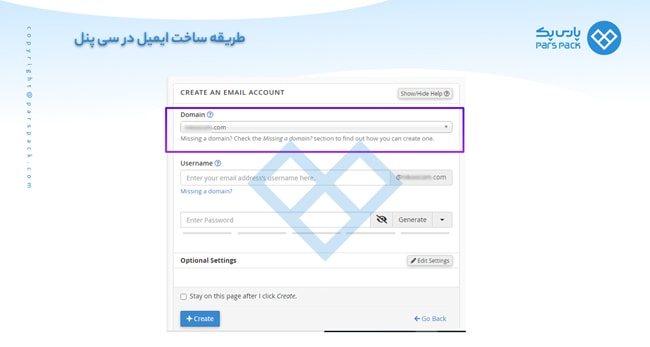 طریقه ساخت ایمیل در سی پنل
پارس پک
PARS PACK
copyright@parspack.com
CREATE AN EMAIL ACCOUNT
Show/Hide Help
Domain
.com
Missing a domain? Check the Missing a domain? section to find out how you can create one.
Username
Enter your email address's username here.
@ .com
Missing a domain?
Enter Password
Generate
Optional Settings
Edit Settings
Stay on this page after I click Create.
+ Create
Go Back